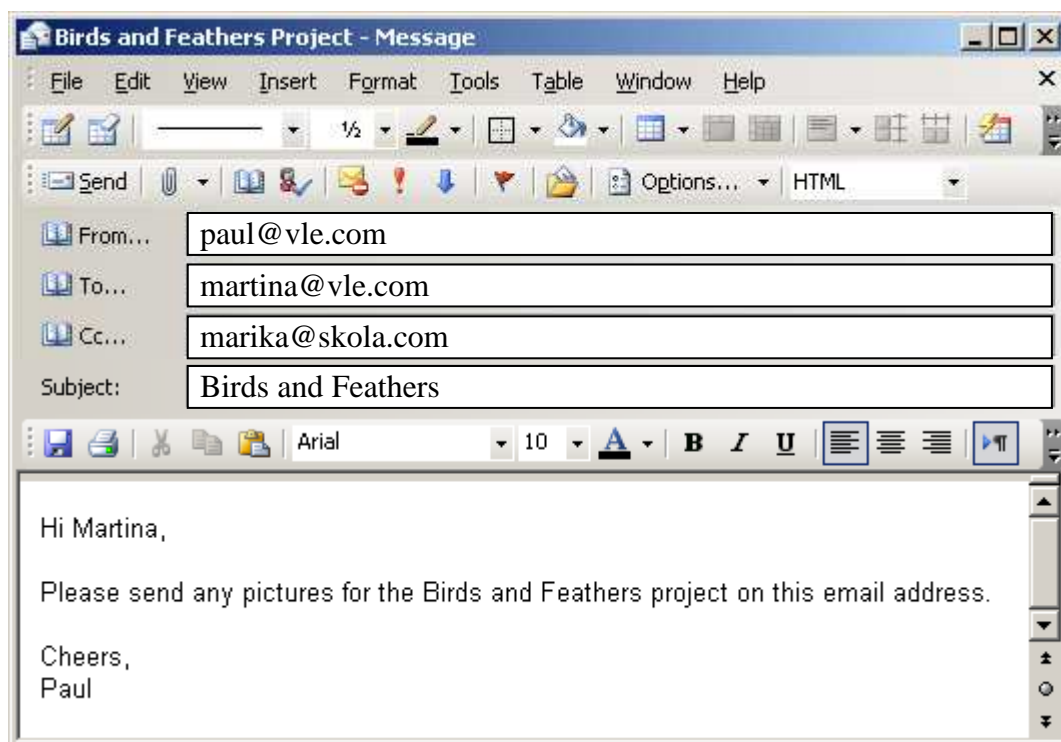 Birds and Feathers Project - Message
File Edit View Insert Format Tools Table Window Help
½
Send Options... HTML
From... paul@vle.com
To... martina@vle.com
Cc... marika@skola.com
Subject: Birds and Feathers
Arial 10 A B I U
Hi Martina,
Please send any pictures for the Birds and Feathers project on this email address.
Cheers,
Paul